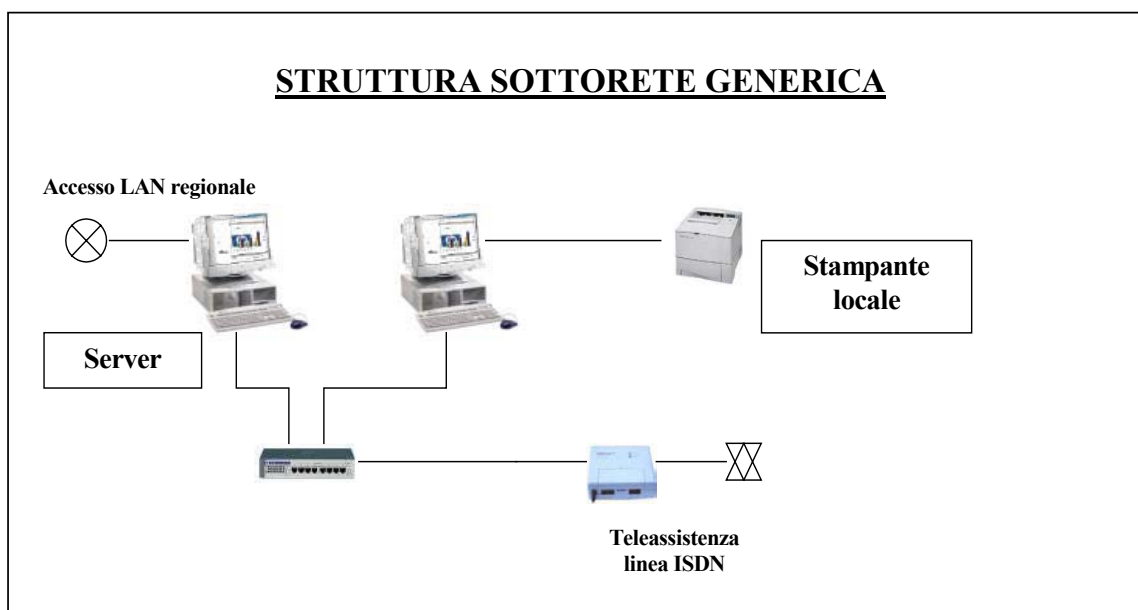 STRUTTURA SOTTORETE GENERICA
Accesso LAN regionale
Stampante
locale
Server
Teleassistenza
linea ISDN